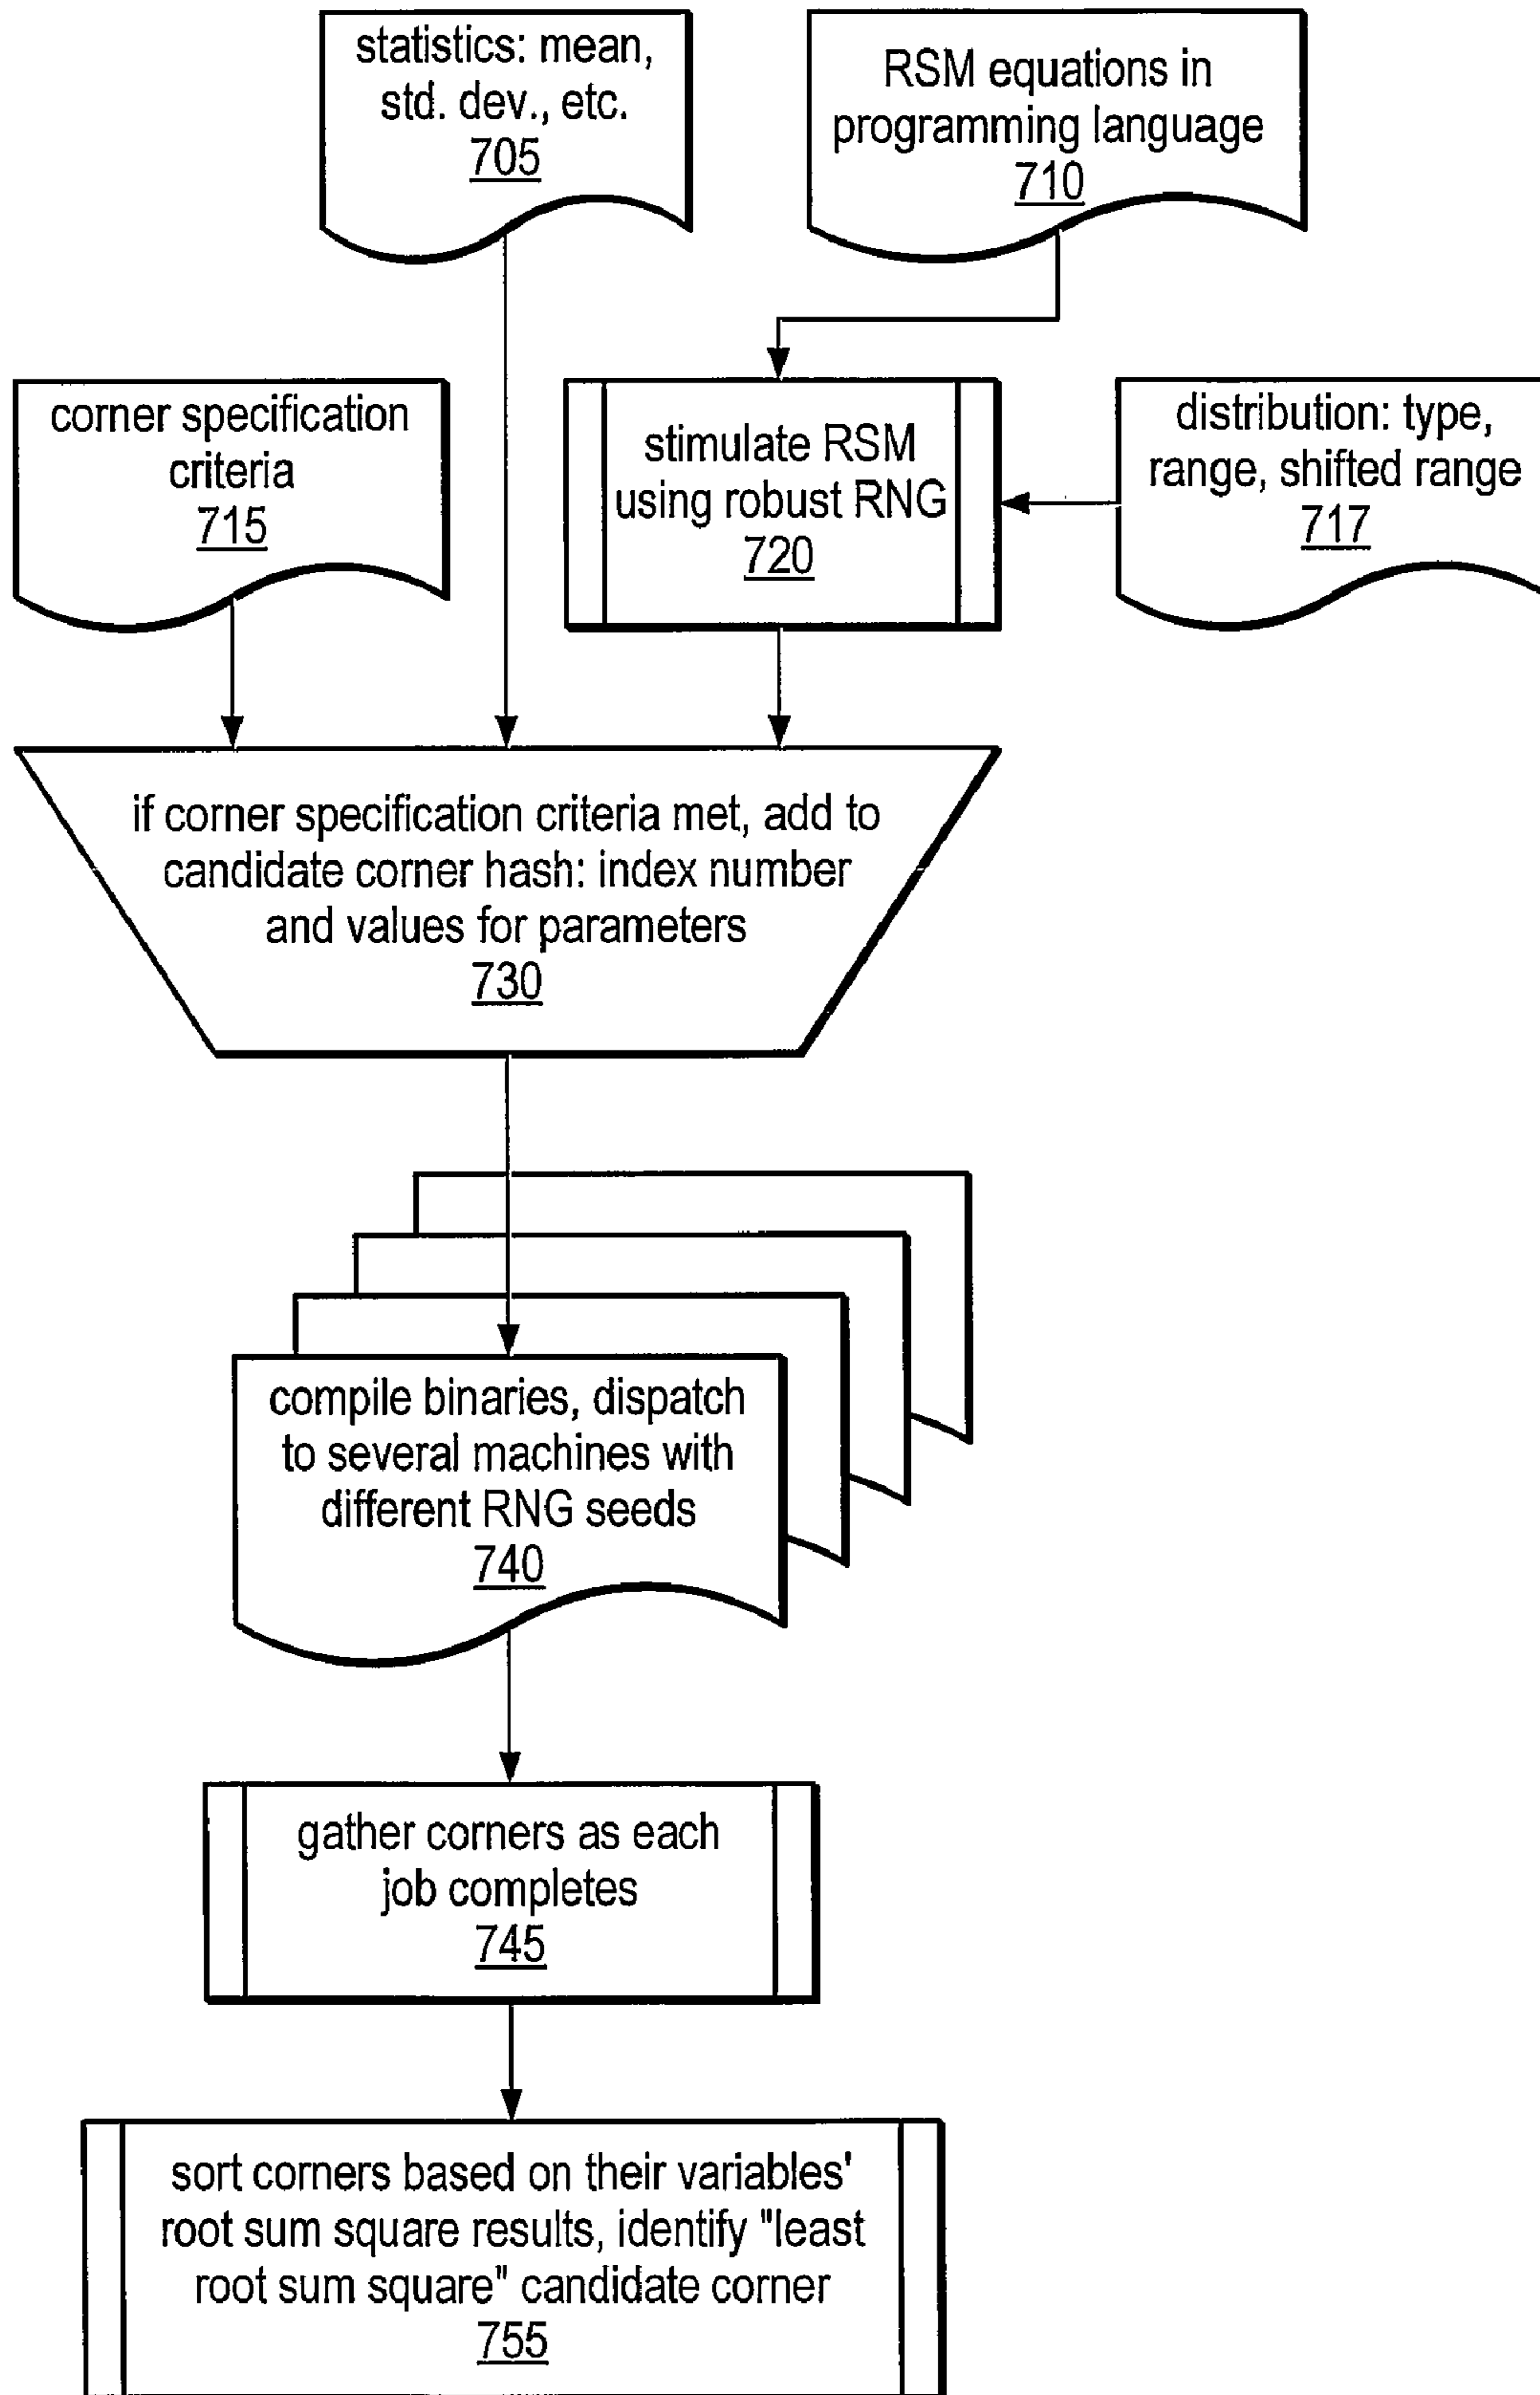 statistics: mean,
std. dev., etc.
705
RSM equations in
programming language
710
corner specification
criteria
715
stimulate RSM
using robust RNG
720
distribution: type,
range, shifted range
717
if corner specification criteria met, add to
candidate corner hash: index number
and values for parameters
730
compile binaries, dispatch
to several machines with
different RNG seeds
740
gather corners as each
job completes
745
sort corners based on their variables'
root sum square results, identify "least
root sum square" candidate corner
755